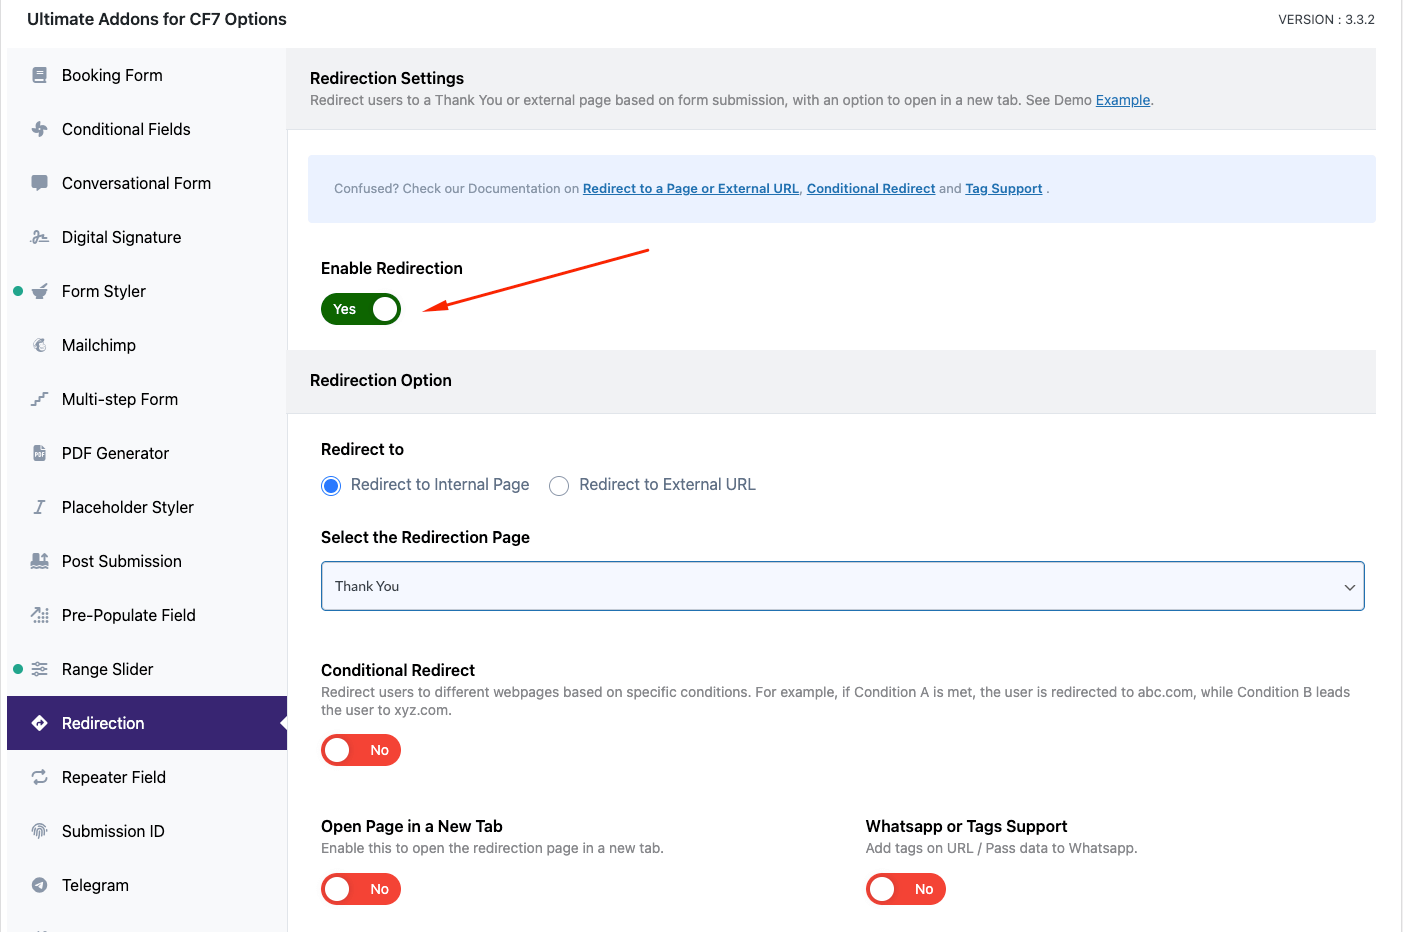 Ultimate Addons for CF7 Options
VERSION : 3.3.2
Booking Form
Conditional Fields
Conversational Form
Digital Signature
Form Styler
Mailchimp
Multi-step Form
PDF Generator
Placeholder Styler
Post Submission
Pre-Populate Field
Range Slider
Redirection
Repeater Field
Submission ID
Telegram
Redirection Settings
Redirect users to a Thank You or external page based on form submission, with an option to open in a new tab. See Demo Example.
Confused? Check our Documentation on Redirect to a Page or External URL, Conditional Redirect and Tag Support .
Enable Redirection
Yes
Redirection Option
Redirect to
Redirect to Internal Page
Redirect to External URL
Select the Redirection Page
Thank You
Conditional Redirect
Redirect users to different webpages based on specific conditions. For example, if Condition A is met, the user is redirected to abc.com, while Condition B leads
the user to xyz.com.
No
Open Page in a New Tab
Enable this to open the redirection page in a new tab.
No
Whatsapp or Tags Support
Add tags on URL / Pass data to Whatsapp.
No